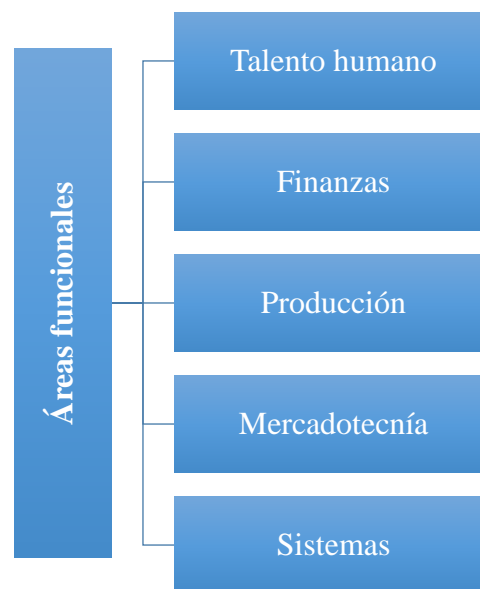 Áreas funcionales
Talento humano
Finanzas
Producción
Mercadotecnía
Sistemas